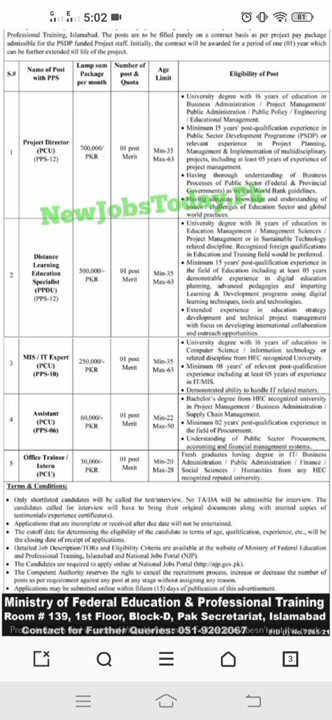 5:02
81
Professional Training, Islamabad. The posts are to be filled purely on a contract basis as per project pay package
admissible for the PSDP funded Project staff. Initially, the contract will be awarded for a period of one (01) year which
can be further extended till life of the project.
S.# Name of Post with PPS Lump sum Package per month Number of post & Quota Age Limit Eligibility of Post
1 Project Director (PCU) (PPS-12) 700,000/ PKR 01 post Merit Min-35 Max-63
• University degree with 16 years of education in
Business Administration / Project Management/
Public Administration / Public Policy / Engineering
/ Educational Management.
• Minimum 15 years' post-qualification experience in
Public Sector Development Programme (PSDP) or
relevant experience in Project Planning,
Management & Implementation of multidisciplinary
projects, including at least 05 years of experience of
project management.
• Having thorough understanding of Business
Processes of Public Sector (Federal & Provincial
Governments) as well as World Bank guidelines.
• Having adequate knowledge and understanding of
issues / challenges of Education Sector and global
world practices.
2 Distance Learning Education Specialist (PPDU) (PPS-12) 500,000/ PKR 01 post Merit Min-35 Max-63
• University degree with 16 years of education in
Education Management / Management Sciences /
Project Management or in Sustainable Technology
related discipline. Recognized foreign qualifications
in Education and Training field would be preferred.
• Minimum 15 years' post-qualification experience in
the field of Education including at least 05 years
demonstrable experience in digital education
planning, advanced pedagogies and imparting
Learning & Development programs using digital
learning techniques, tools and technologies.
• Extended experience in education strategy
development and technical project management
with focus on developing international collaboration
and outreach opportunities.
3 MIS / IT Expert (PCU) (PPS-10) 250,000/ PKR 01 post Merit Min-35 Max-63
• University degree with 16 years of education in
Computer Science / information technology or
related discipline from HEC recognized University.
• Minimum 08 years' of relevant post-qualification
experience including at least 05 years of experience
in IT/MIS.
• Demonstrated ability to handle IT related matters.
4 Assistant (PCU) (PPS-06) 60,000/ PKR 01 post Merit Min-22 Max-50
• Bachelor's degree from HEC recognized university
in Project Management / Business Administration /
Supply Chain Management.
• Minimum 02 years' post-qualification experience in
the field of Procurement.
• Understanding of Public Sector Procurement,
accounting and financial management systems.
5 Office Trainee / Intern (PCU) 30,000/- PKR 01 post Merit Min-20 Max-28
Fresh graduates having degree in IT/ Business
Administration / Public Administration / Finance /
Social Sciences / Humanities from any HEC
recognized reputed university.
NewJobsToday.Pk
Terms & Conditions:
• Only shortlisted candidates will be called for test/interview. No TA/DA will be admissible for interview. The
candidates called for interview will have to bring their original documents along with attested copies of
testimonials/experience certificate(s).
• Applications that are incomplete or received after due date will not be entertained.
• The cutoff date for determining the eligibility of the candidate in terms of age, qualification, experience, etc., will be
the closing date of receipt of applications.
• Detailed Job Description/TORs and Eligibility Criteria are available at the website of Ministry of Federal Education
and Professional Training, Islamabad and National Jobs Portal (NJP).
• The Candidates are required to apply online at National Jobs Portal (http://njp.gov.pk).
• The Competent Authority reserves the right to cancel the recruitment process, increase or decrease the number of
posts as per requirement against any post at any stage without assigning any reason.
• Applications may be submitted online within fifteen (15) days of publication of this advertisement.
Ministry of Federal Education & Professional Training
Room # 139, 1st Floor, Block-D, Pak Secretariat, Islamabad
Contact for Further Queries: 051-9202067
PID (I) No.7265/21
3